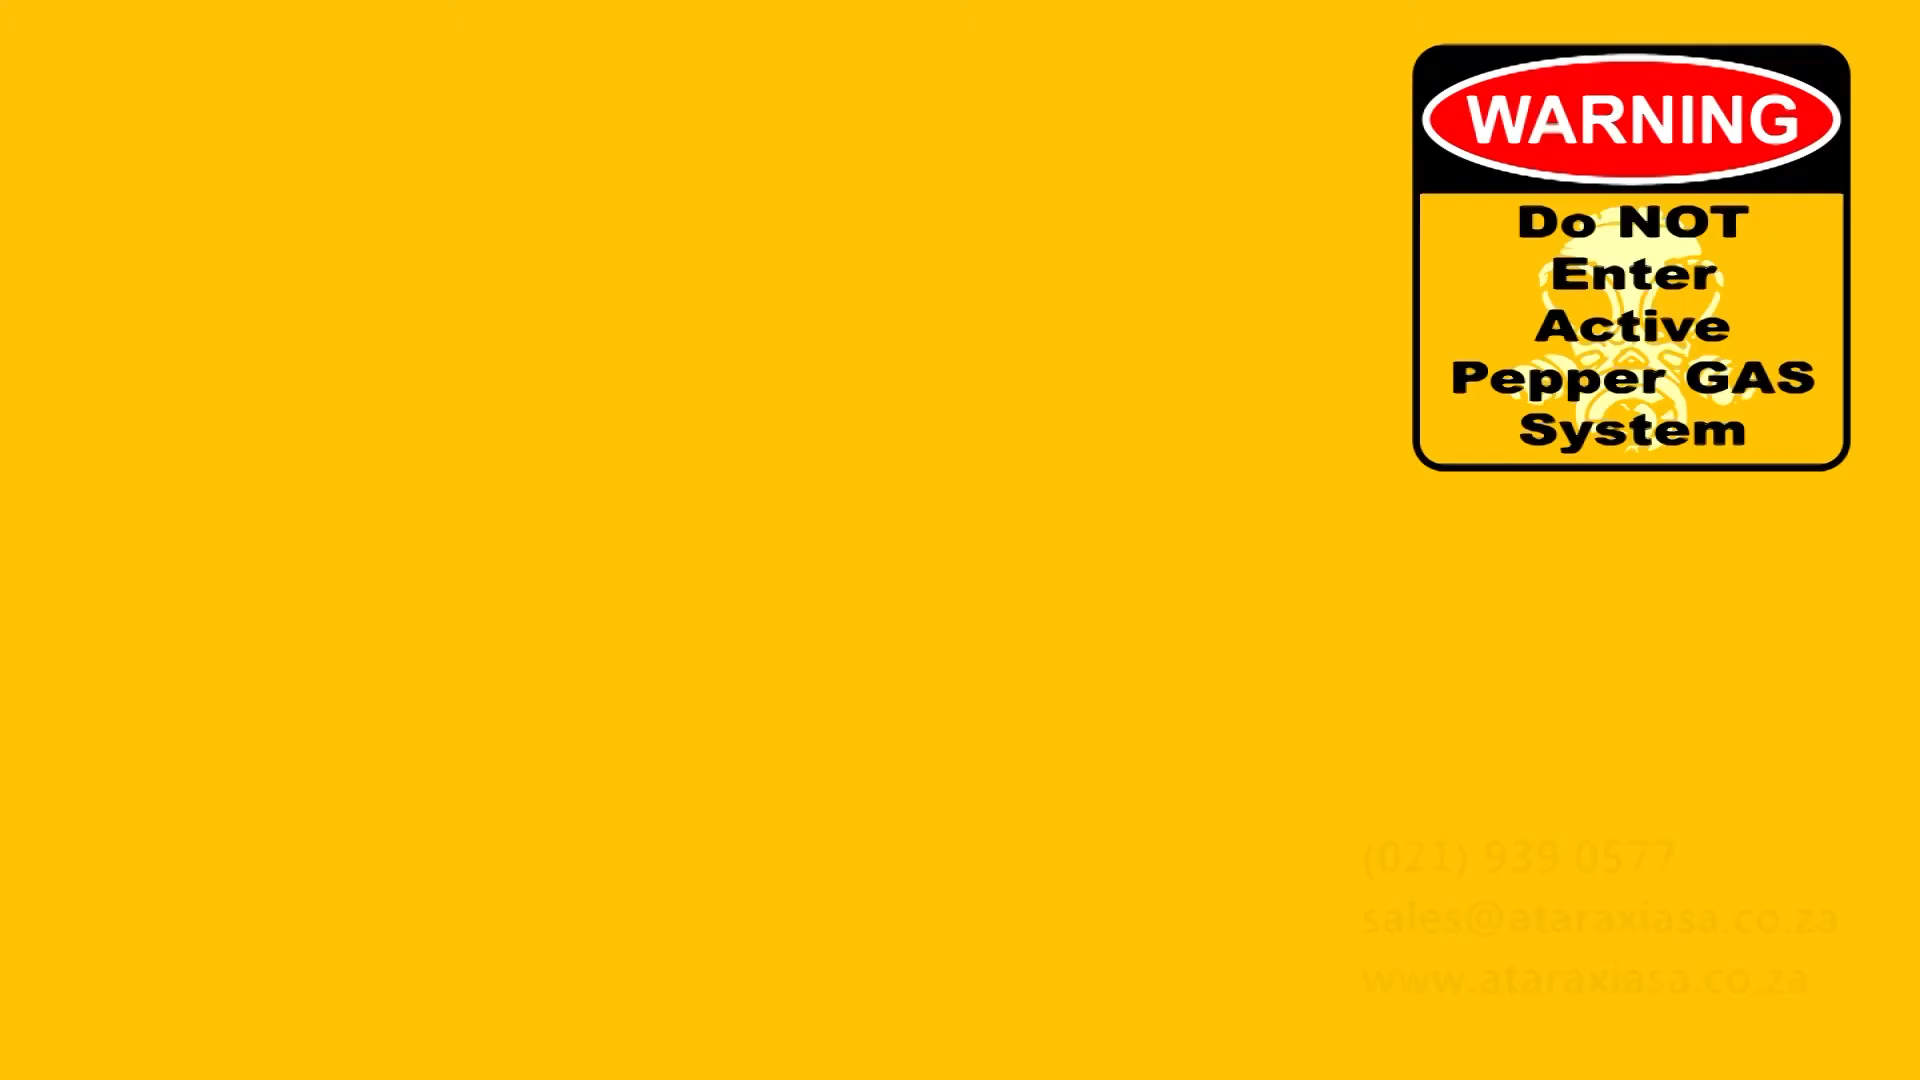 WARNING
Do NOT
Enter
Active
Pepper GAS
System
(021) 939 0577
sales@ataraxiasa.co.za
www.ataraxiasa.co.za